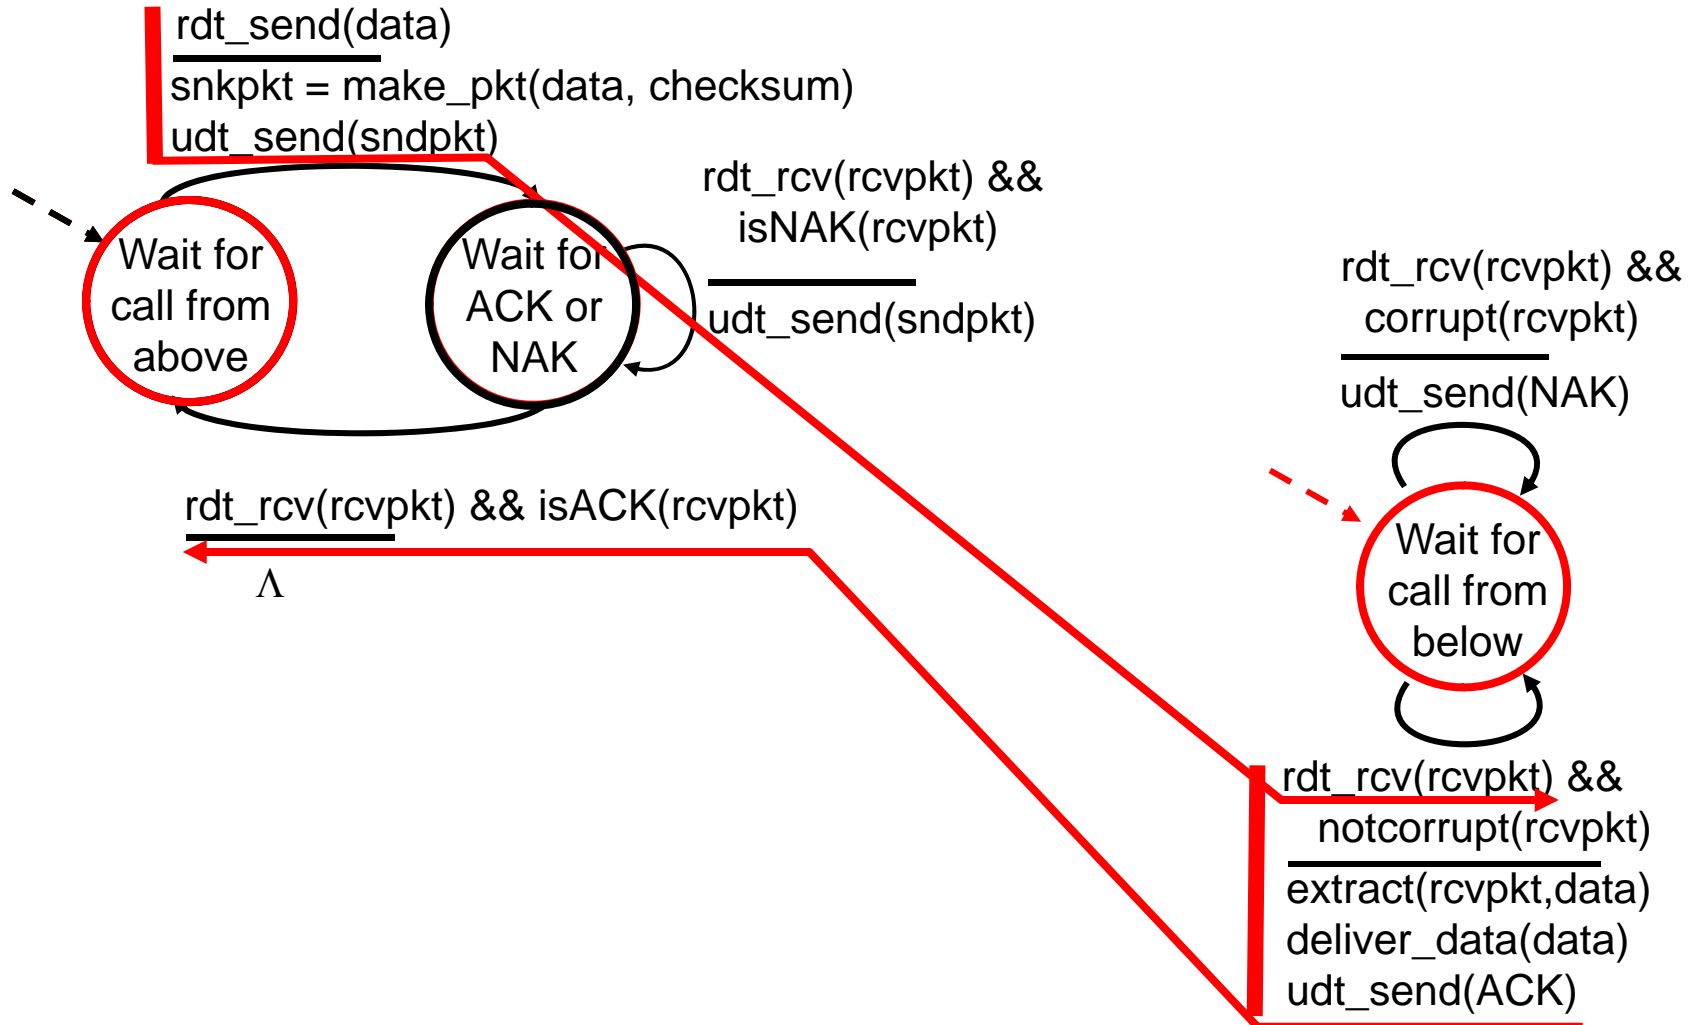 rdt_send(data)
snkpkt = make_pkt(data, checksum)
udt_send(sndpkt)
rdt_rcv(rcvpkt) &&
isNAK(rcvpkt)
udt_send(sndpkt)
Wait for
call from
above
Wait for
ACK or
NAK
rdt_rcv(rcvpkt) && isACK(rcvpkt)
Λ
rdt_rcv(rcvpkt) &&
corrupt(rcvpkt)
udt_send(NAK)
Wait for
call from
below
rdt_rcv(rcvpkt) &&
notcorrupt(rcvpkt)
extract(rcvpkt,data)
deliver_data(data)
udt_send(ACK)